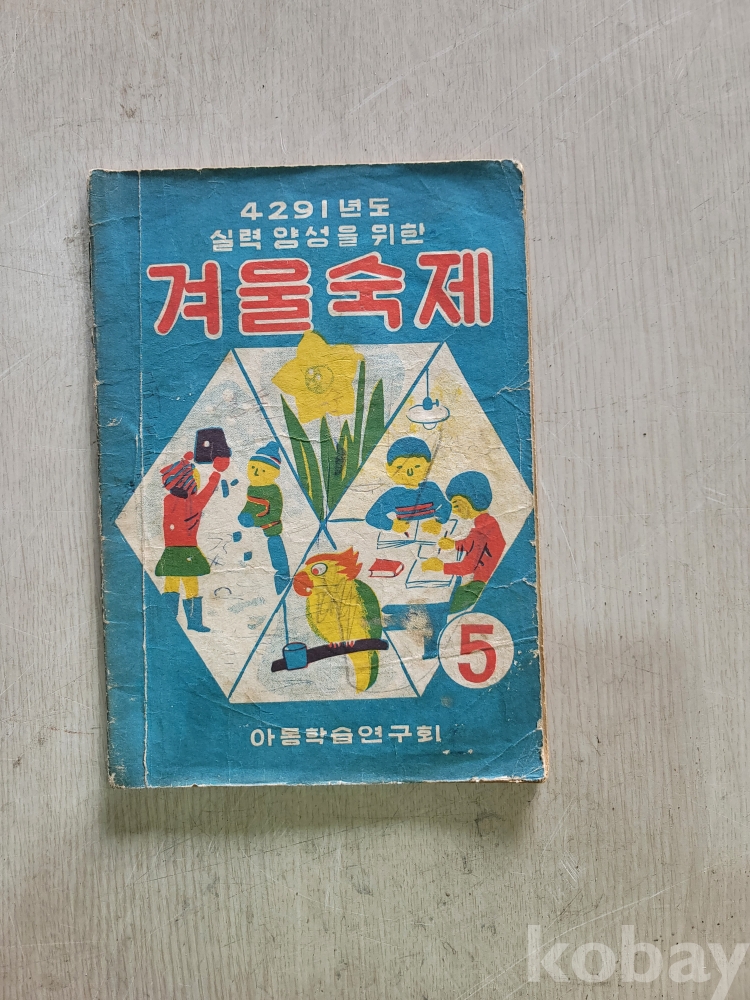 4291년도
실력 양성을 위한
겨울숙제
5
아동학습연구회
kobay